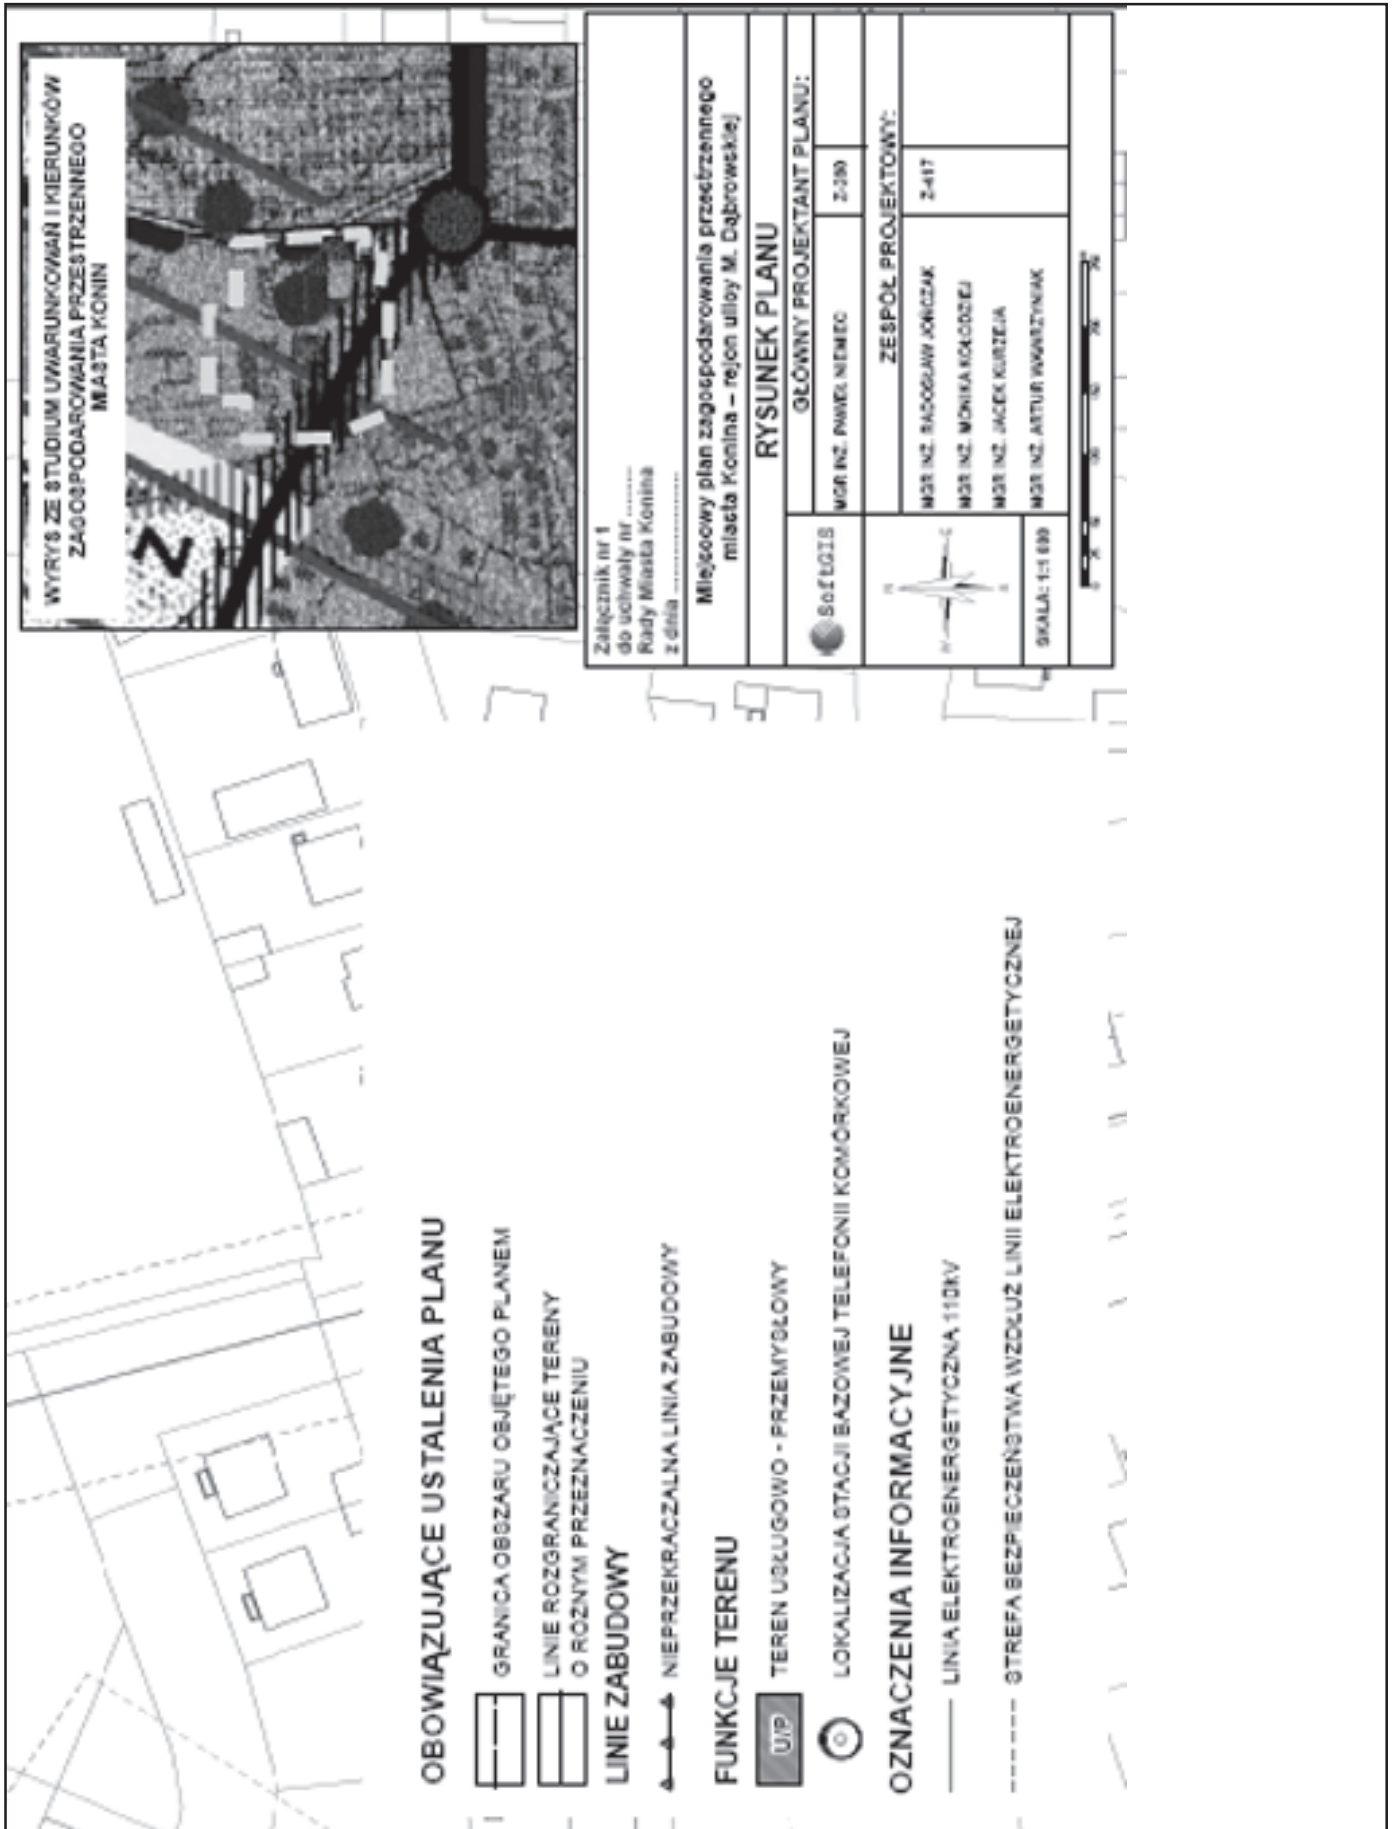 WYRYS ZE STUDIUM UWARUNKOWAŃ I KIERUNKÓW
ZAGOSPODAROWANIA PRZESTRZENNEGO
MIASTA KONIN
Z
Załącznik nr 1
do uchwały nr ..........
Rady Miasta Konina
z dnia ....................
Miejscowy plan zagospodarowania przestrzennego
miasta Konina – rejon ulicy M. Dąbrowskiej
RYSUNEK PLANU
GŁÓWNY PROJEKTANT PLANU:
SoftGIS
MGR INŻ. PAWEŁ NIEMIEC
ZESPÓŁ PROJEKTOWY:
MGR INŻ. RADOSŁAW JOŃCZAK
Z-417
MGR INŻ. MONIKA KOŁODZIEJ
MGR INŻ. JACEK KURZEJA
MGR INŻ. ARTUR WAWRZYNIAK
SKALA: 1:1 000
OBOWIĄZUJĄCE USTALENIA PLANU
GRANICA OBSZARU OBJĘTEGO PLANEM
LINIE ROZGRANICZAJĄCE TERENY
O RÓŻNYM PRZEZNACZENIU
LINIE ZABUDOWY
NIEPRZEKRACZALNA LINIA ZABUDOWY
FUNKCJE TERENU
U/P
TEREN USŁUGOWO - PRZEMYSŁOWY
LOKALIZACJA STACJI BAZOWEJ TELEFONII KOMÓRKOWEJ
OZNACZENIA INFORMACYJNE
LINIA ELEKTROENERGETYCZNA 110kV
STREFA BEZPIECZEŃSTWA WZDŁUŻ LINII ELEKTROENERGETYCZNEJ